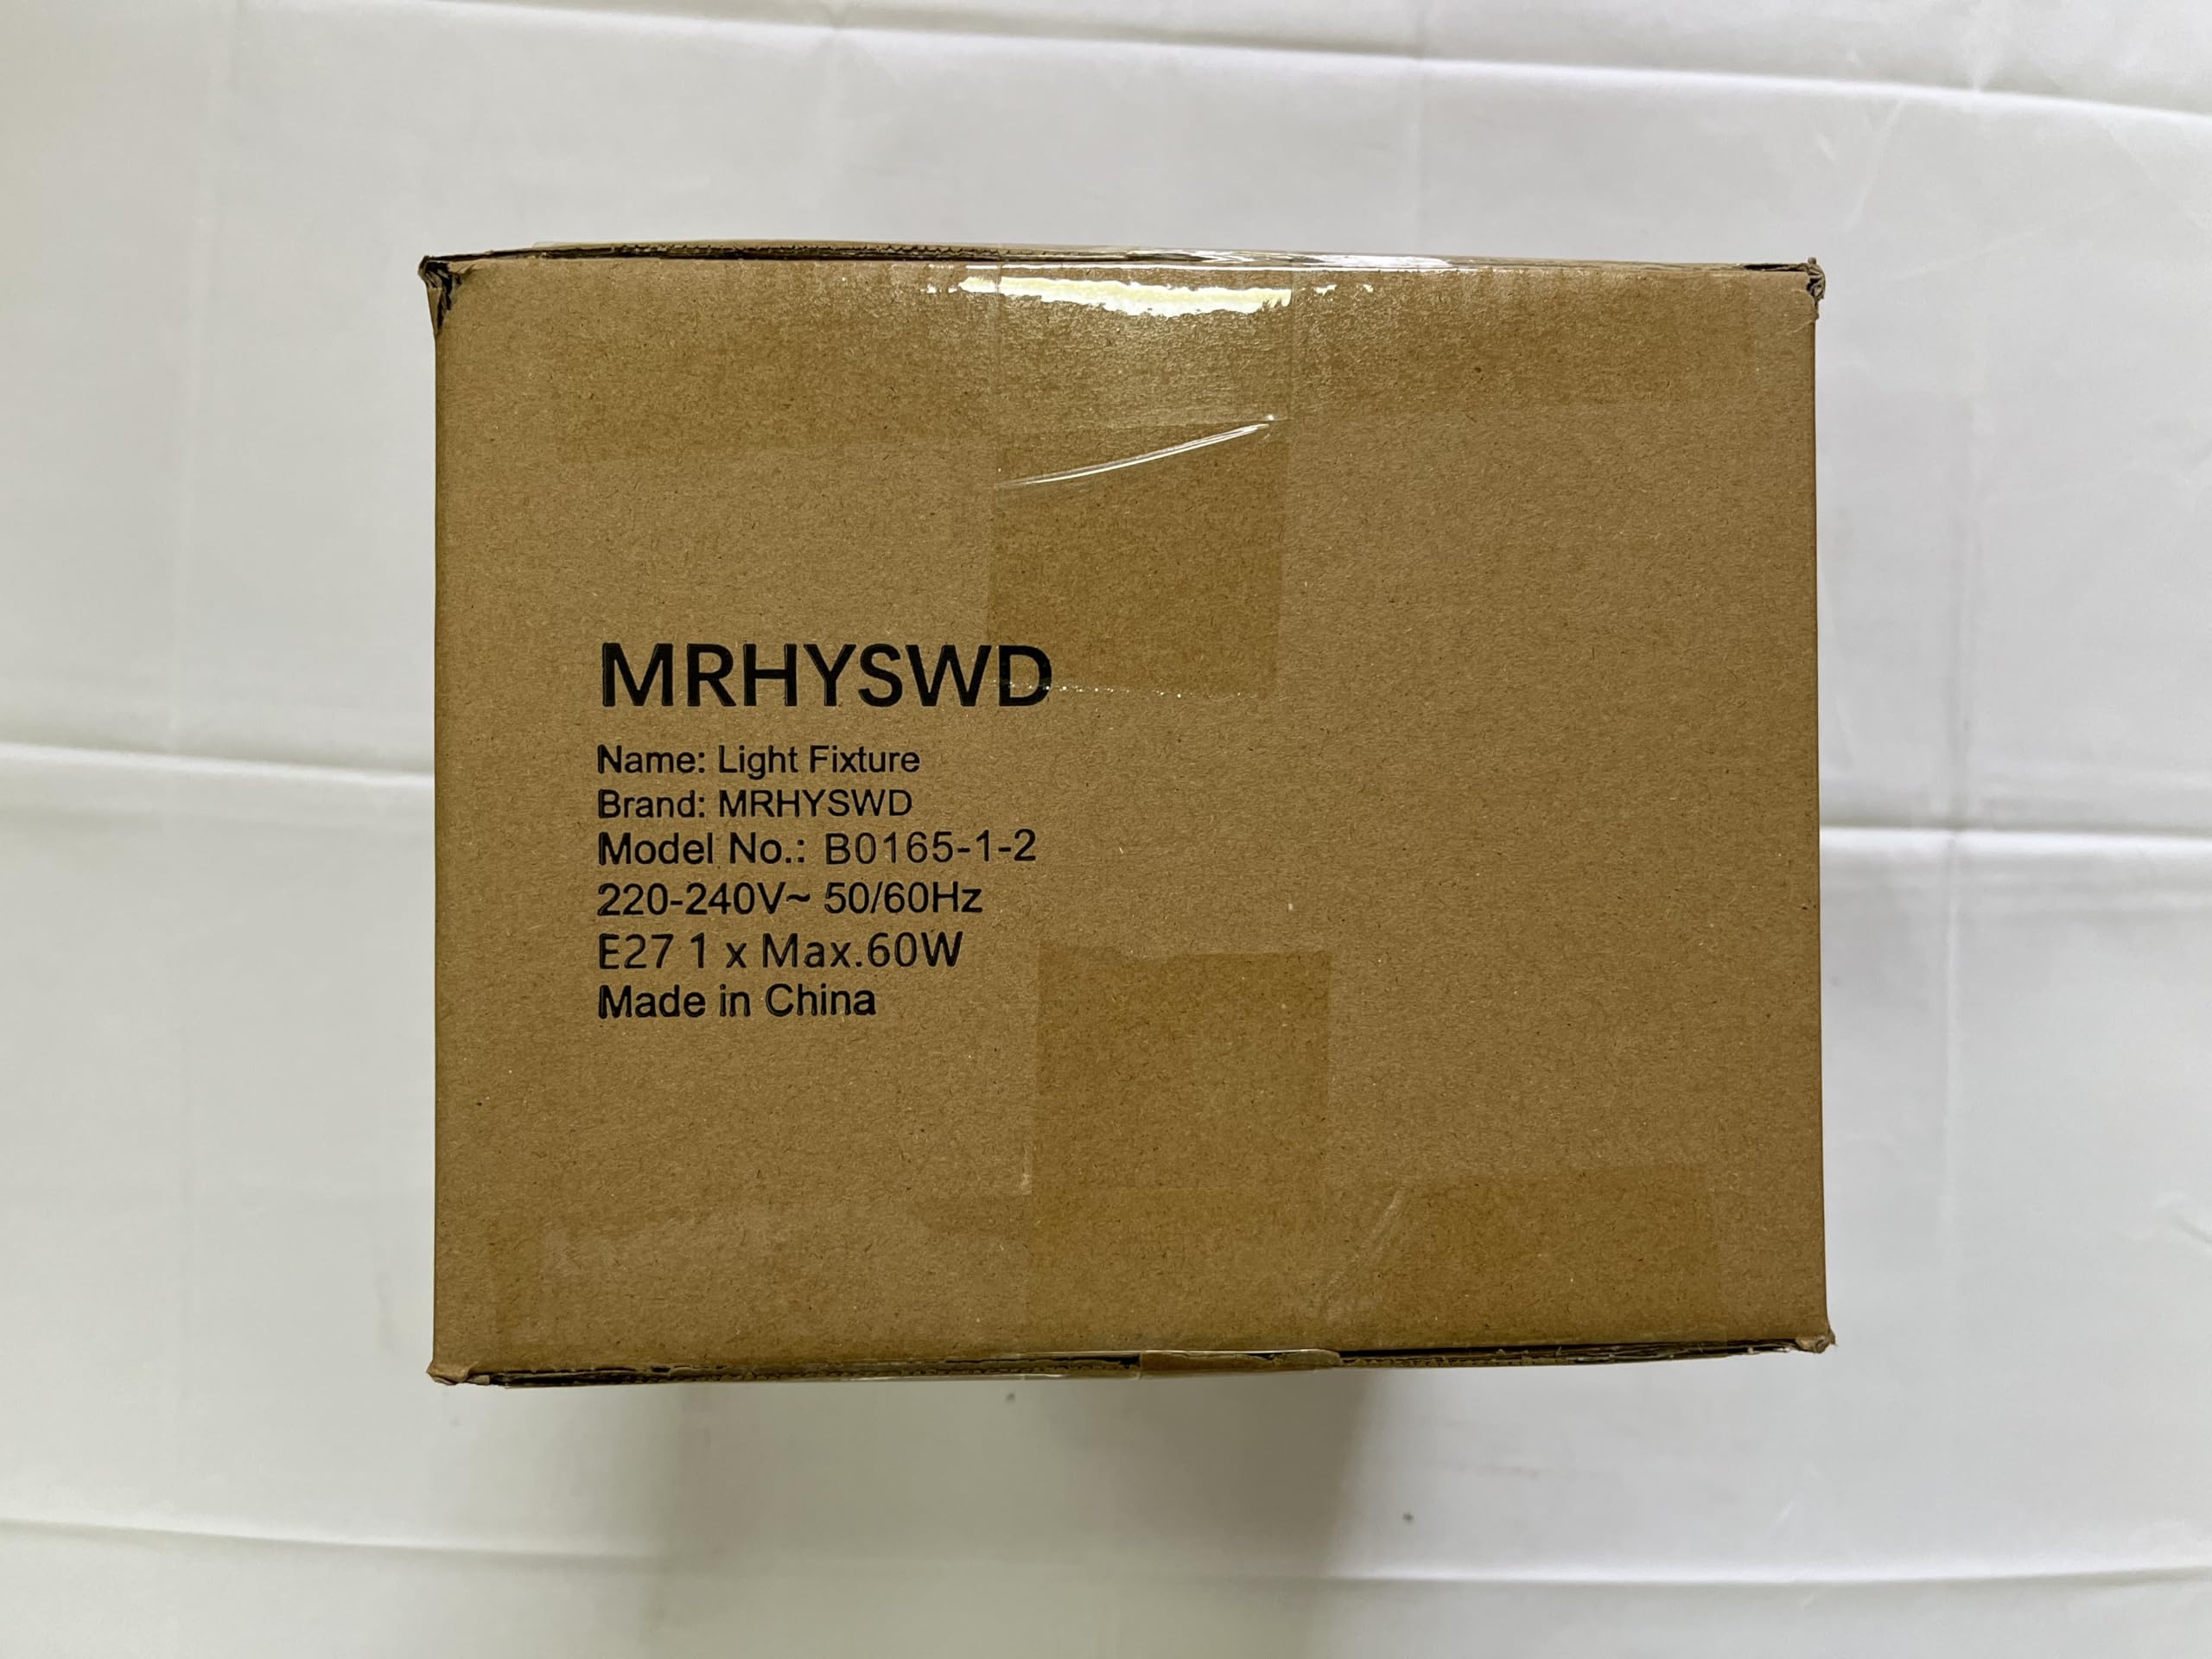 MRHYSWD
Name: Light Fixture
Brand: MRHYSWD
Model No.: B0165-1-2
220-240V~ 50/60Hz
E27 1 x Max.60W
Made in China